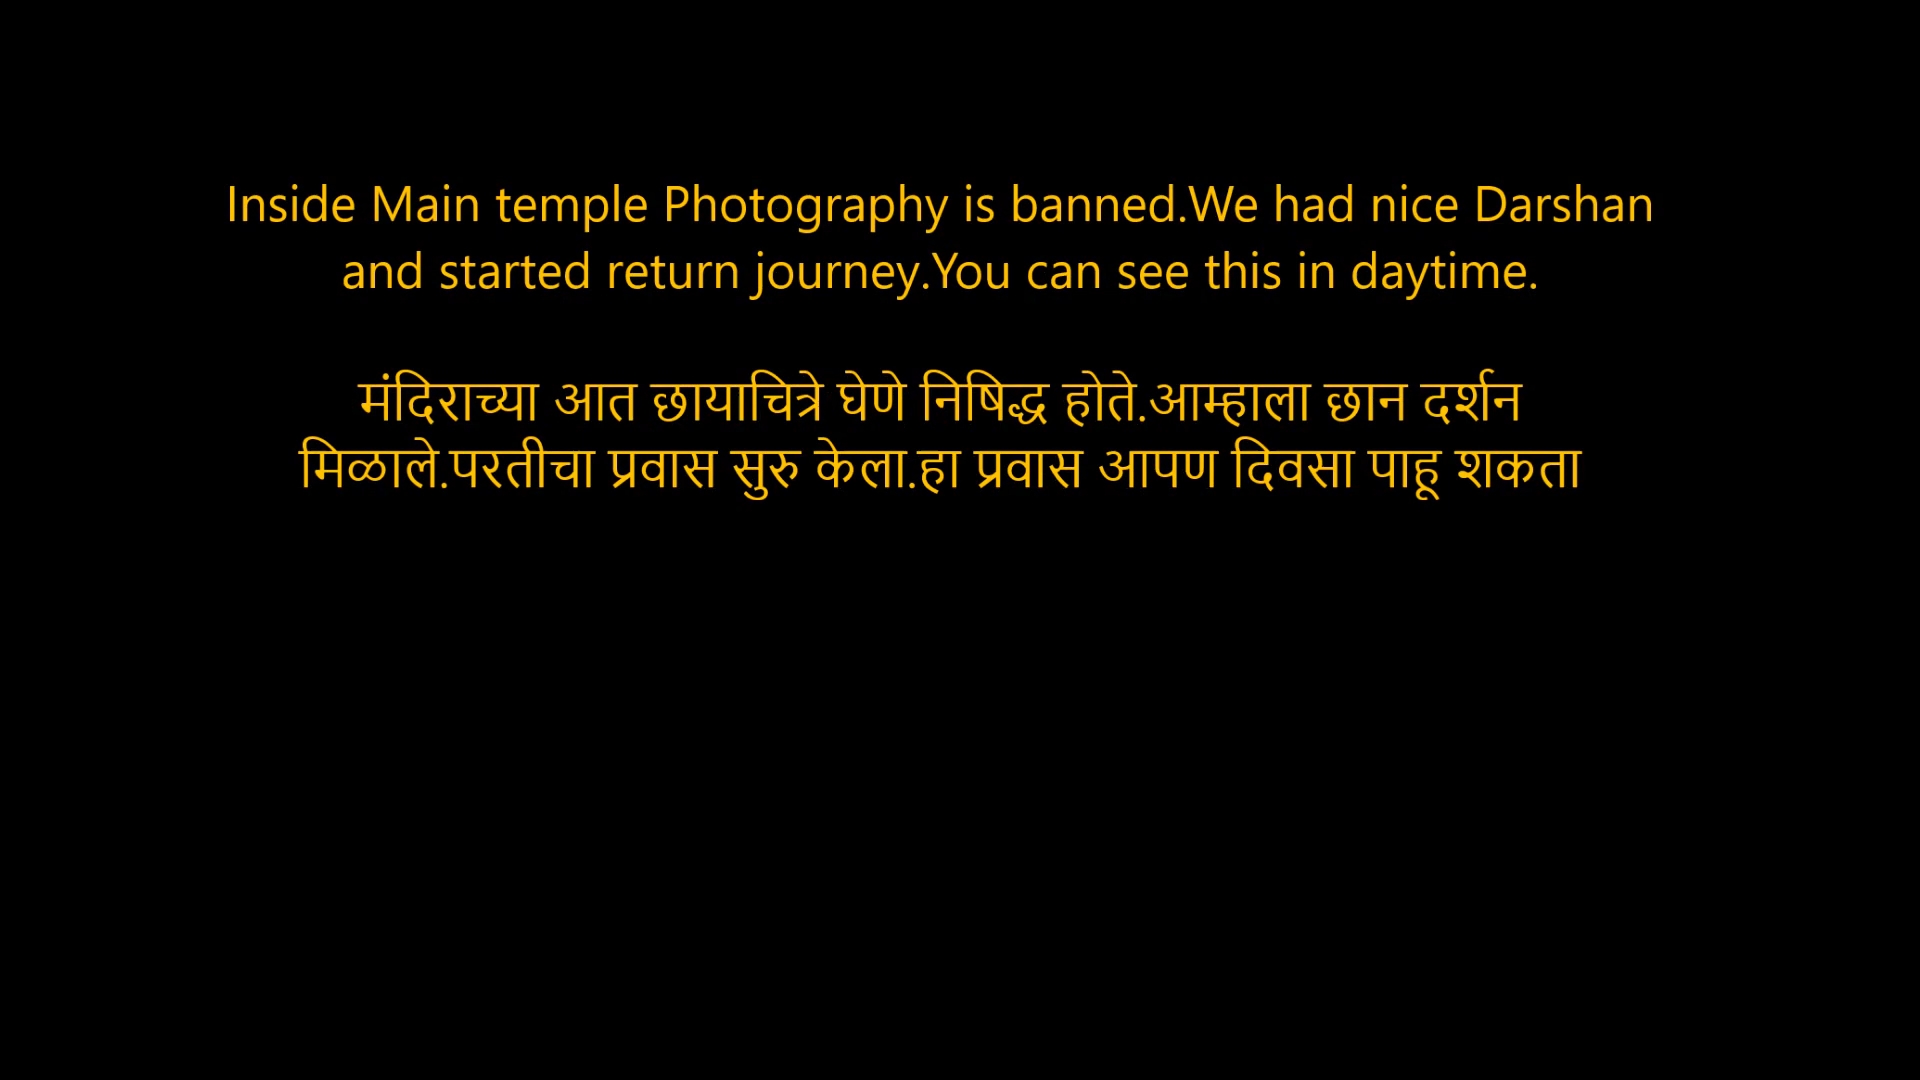 Inside Main temple Photography is banned.We had nice Darshan
and started return journey.You can see this in daytime.
मंदिराच्या आत छायाचित्रे घेणे निषिद्ध होते.आम्हाला छान दर्शन
मिळाले.परतीचा प्रवास सुरु केला.हा प्रवास आपण दिवसा पाहू शकता